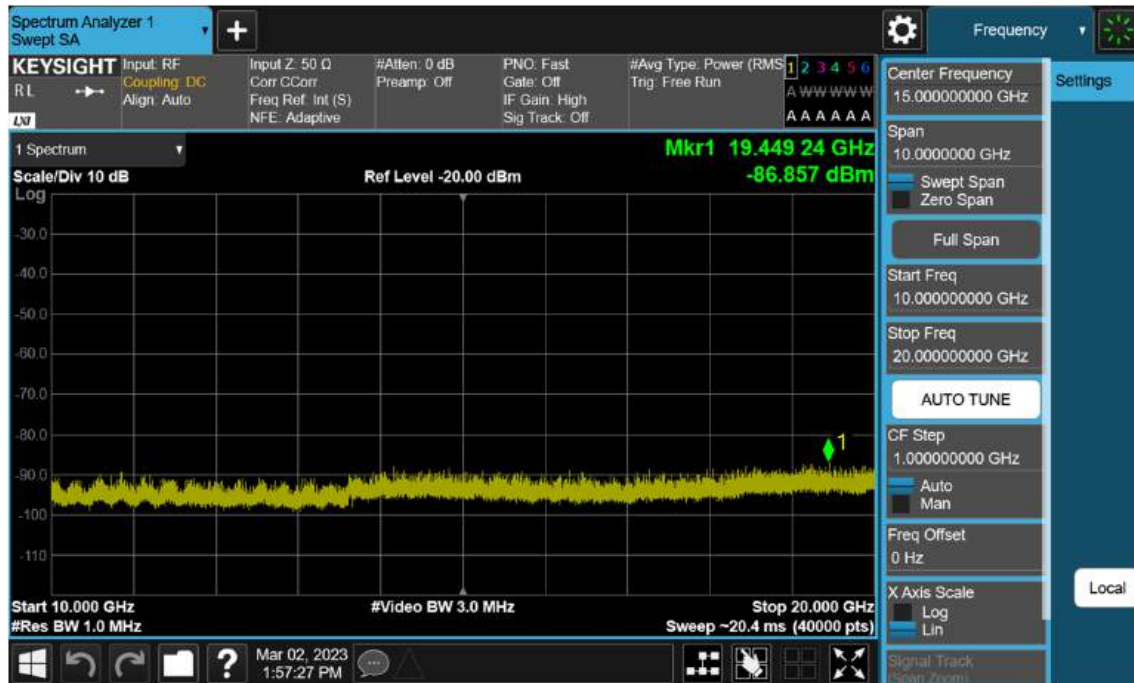 Spectrum Analyzer 1
Swept SA
+
Frequency
KEYSIGHT
RL
LXI
Input: RF
Coupling: DC
Align: Auto
Input Z: 50 Ω
Corr CCorr
Freq Ref: Int (S)
NFE: Adaptive
#Atten: 0 dB
Preamp: Off
PNO: Fast
Gate: Off
IF Gain: High
Sig Track: Off
#Avg Type: Power (RMS
Trig: Free Run
1 2 3 4 5 6
A W W W W W
A A A A A A
1 Spectrum
Scale/Div 10 dB
Ref Level -20.00 dBm
Mkr1 19.449 24 GHz
-86.857 dBm
Log
-30.0
-40.0
-50.0
-60.0
-70.0
-80.0
-90.0
-100
-110
1
Start 10.000 GHz
#Res BW 1.0 MHz
#Video BW 3.0 MHz
Stop 20.000 GHz
Sweep ~20.4 ms (40000 pts)
Center Frequency
15.000000000 GHz
Span
10.0000000 GHz
Swept Span
Zero Span
Full Span
Start Freq
10.000000000 GHz
Stop Freq
20.000000000 GHz
AUTO TUNE
CF Step
1.000000000 GHz
Auto
Man
Freq Offset
0 Hz
X Axis Scale
Log
Lin
Signal Track
(Span Zoom)
Settings
Local
?
Mar 02, 2023
1:57:27 PM